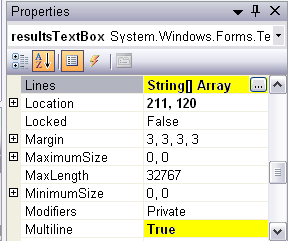 Properties
resultsTextBox System.Windows.Forms.Te
Lines String[] Array ...
Location 211, 120
Locked False
Margin 3, 3, 3, 3
MaximumSize 0, 0
MaxLength 32767
MinimumSize 0, 0
Modifiers Private
Multiline True